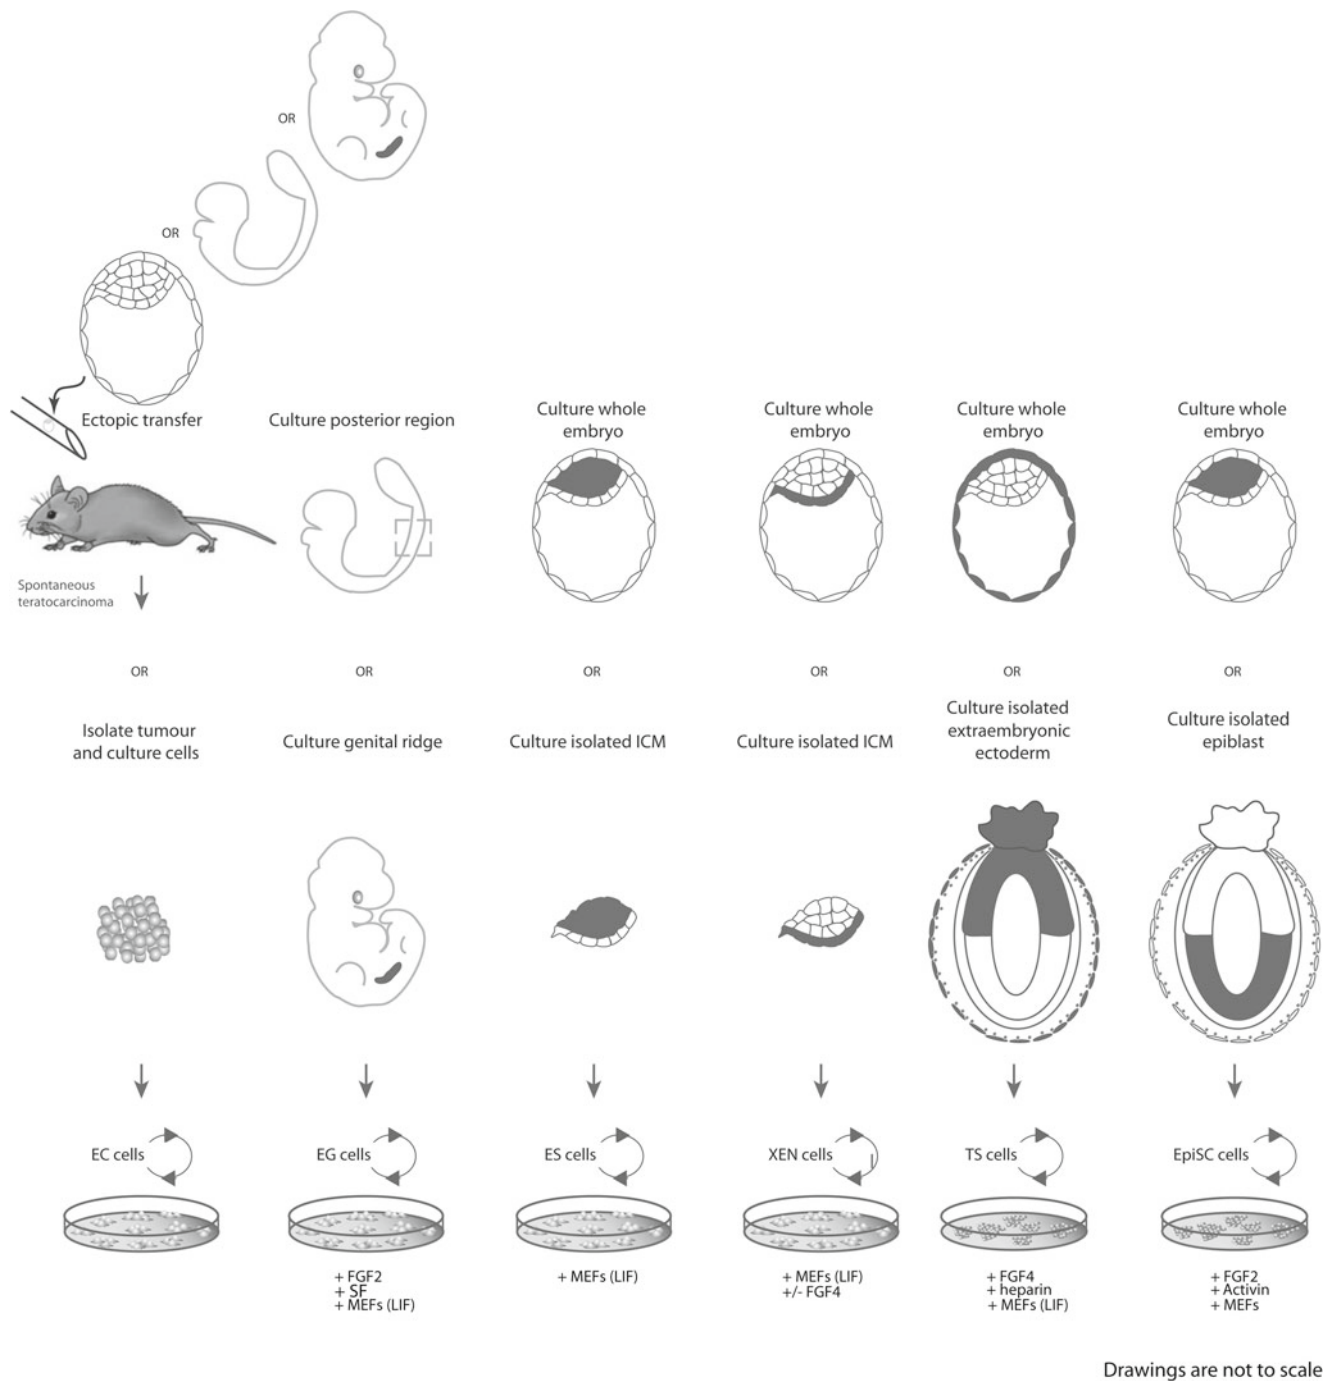 OR
OR
Ectopic transfer
Culture posterior region
Culture whole
embryo
Culture whole
embryo
Culture whole
embryo
Culture whole
embryo
Spontaneous
teratocarcinoma
OR
OR
OR
OR
OR
OR
Isolate tumour
and culture cells
Culture genital ridge
Culture isolated ICM
Culture isolated ICM
Culture isolated
extraembryonic
ectoderm
Culture isolated
epiblast
EC cells
EG cells
ES cells
XEN cells
TS cells
EpiSC cells
+ FGF2
+ SF
+ MEFs (LIF)
+ MEFs (LIF)
+ MEFs (LIF)
+/- FGF4
+ FGF4
+ heparin
+ MEFs (LIF)
+ FGF2
+ Activin
+ MEFs
Drawings are not to scale